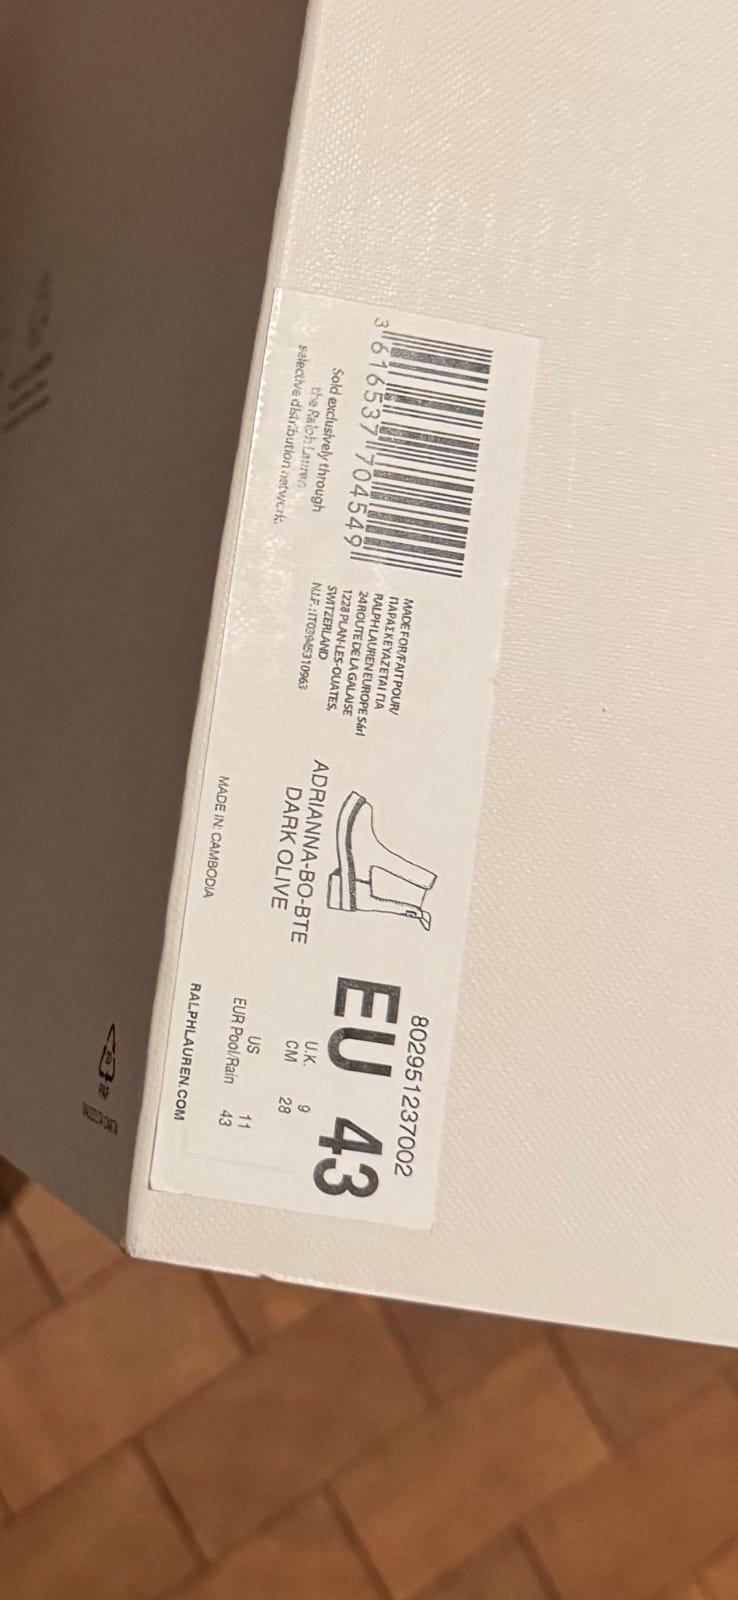 3 616537 704549
Sold exclusively through
the Ralph Lauren
selective distribution network.
MADE FOR/FAIT POUR/
ΠΑΡΑΣΚΕΥΑΖΕΤΑΙ ΓΙΑ
RALPH LAUREN EUROPE Sárl
24 ROUTE DE LA GALAISE
1228 PLAN-LES-OUATES,
SWITZERLAND
N.I.F.: IT03945310963
ADRIANNA-BO-BTE
DARK OLIVE
MADE IN: CAMBODIA
802951237002
EU 43
U.K. 9
CM 28
US 11
EUR Pool/Rain 43
RALPHLAUREN.COM
PAP